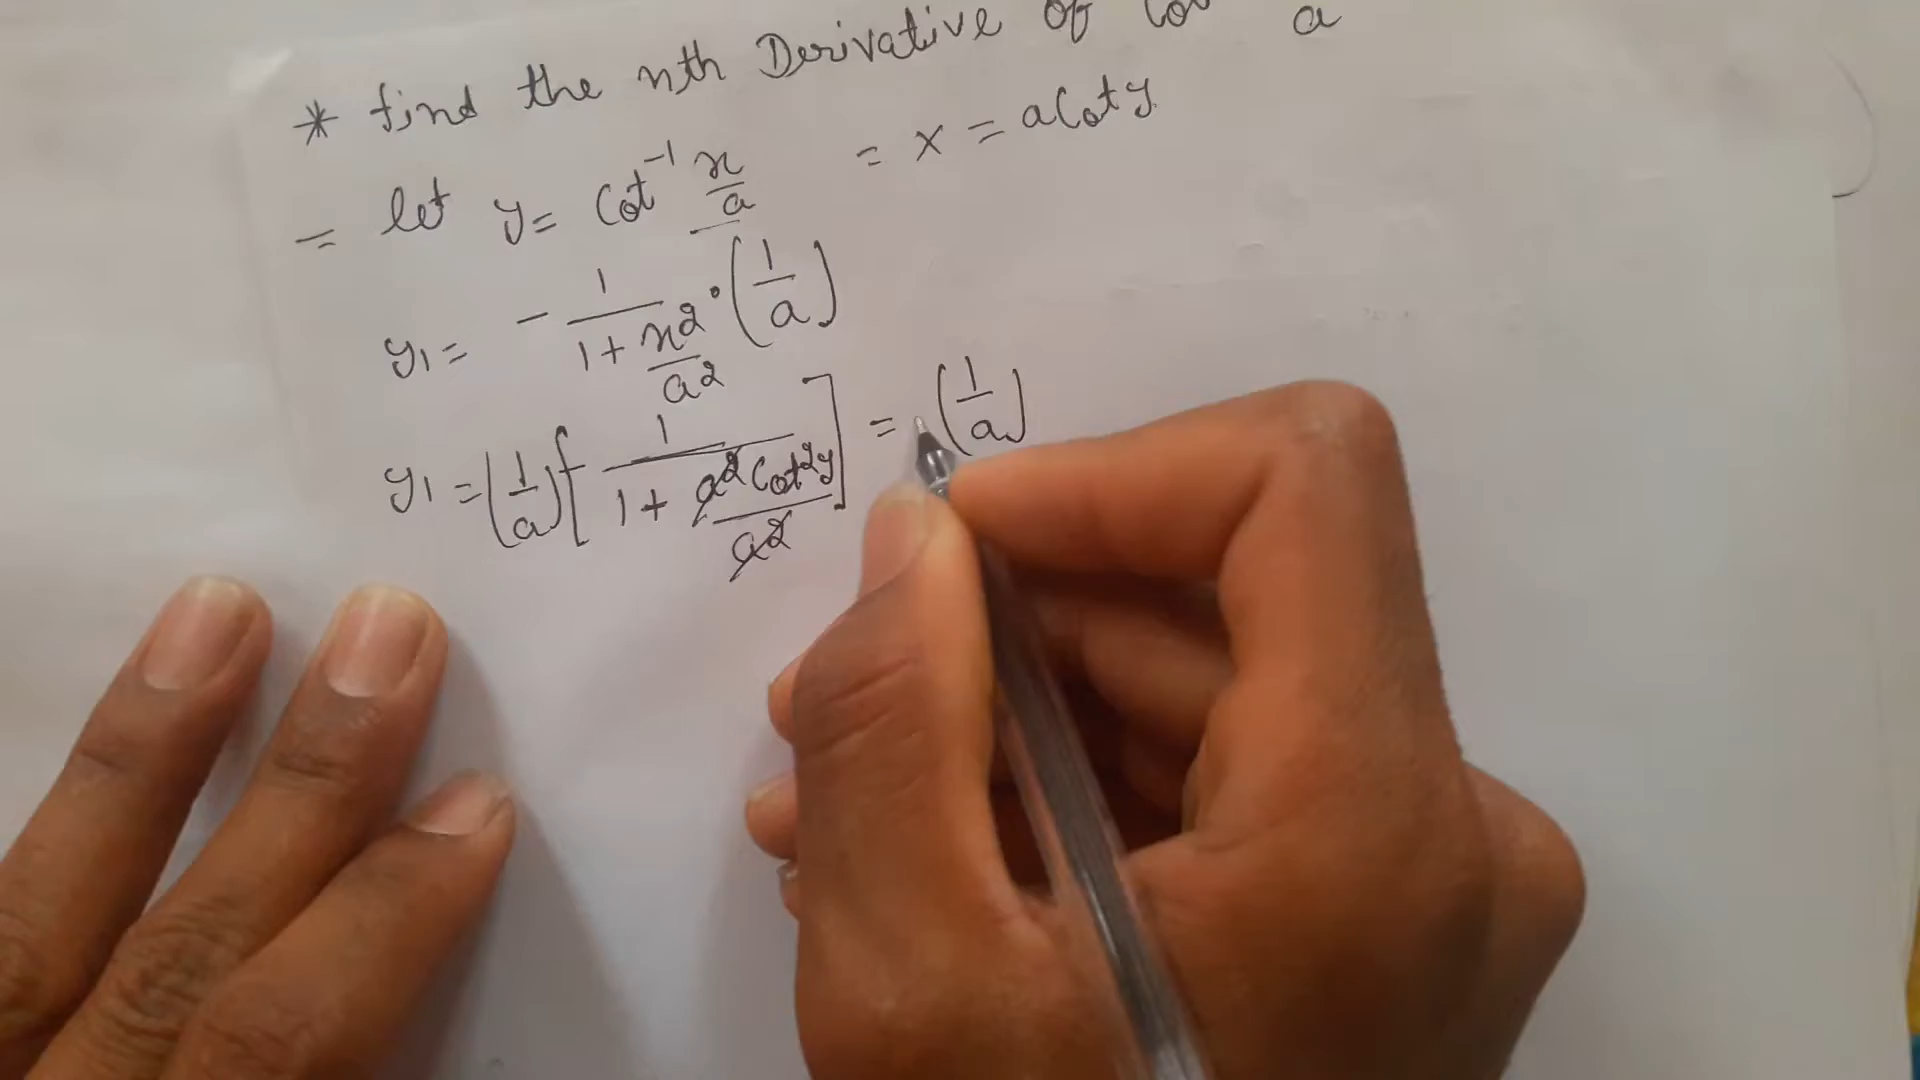 * find the nth Derivative of a
= let y = Cot⁻¹ x/a = x = a Cot y
y₁ = - 1/(1 + x²/a²) · (1/a)
y₁ = (1/a) [- 1/(1 + a² Cot² y/a²)] = (1/a)